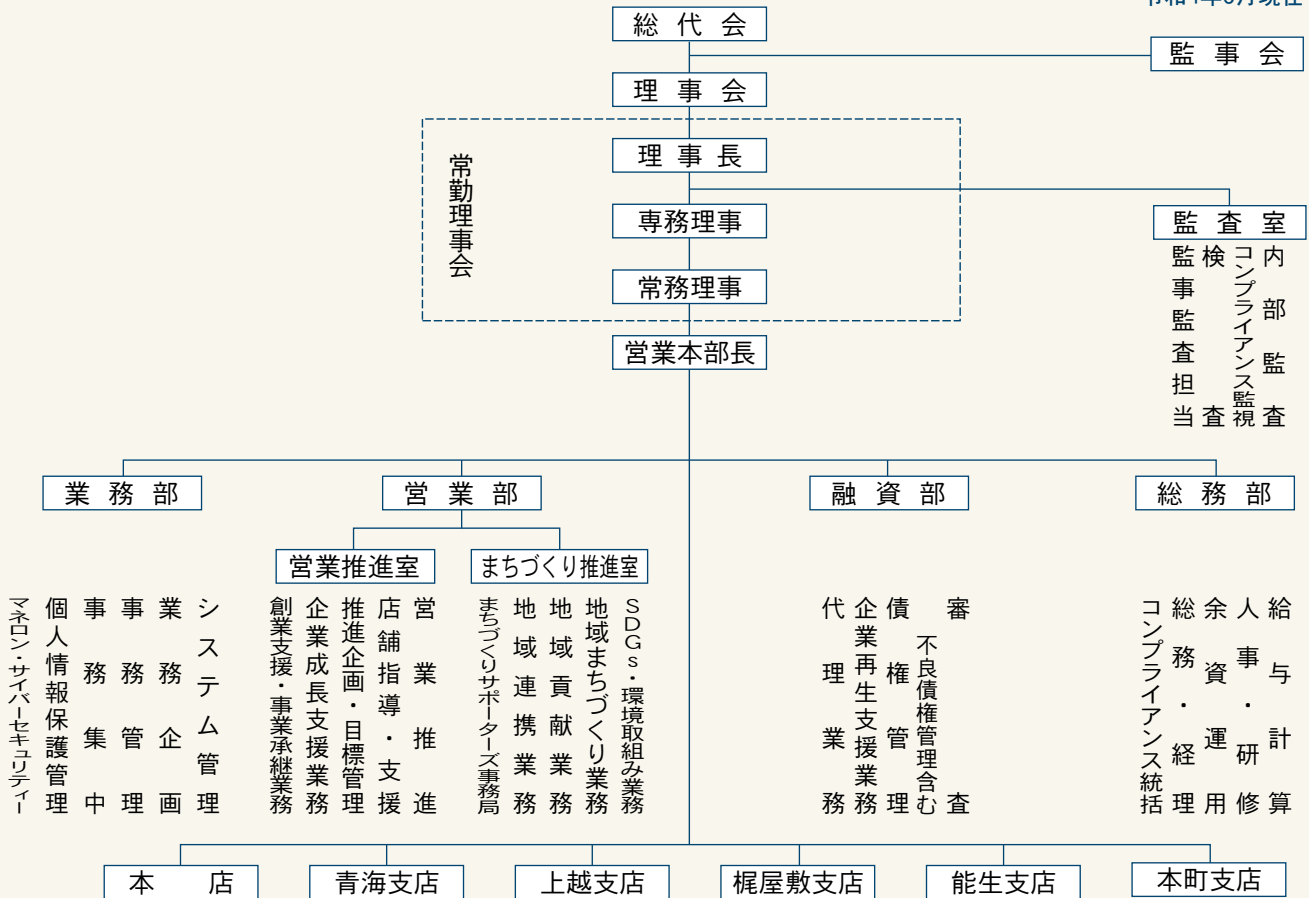 総代会
監事会
理事会
常勤理事会
理事長
専務理事
常務理事
監査室
内部監査
コンプライアンス監視
検査
監事監査担当
営業本部長
業務部
営業部
融資部
総務部
営業推進室
まちづくり推進室
システム管理
業務企画
事務管理
事務集中
個人情報保護管理
マネロン・サイバーセキュリティー
営業推進
店舗指導・支援
推進企画・目標管理
企業成長支援業務
創業支援・事業承継業務
SDGs・環境取組み業務
地域まちづくり業務
地域貢献業務
地域連携業務
まちづくりサポーターズ事務局
審査
債権管理
不良債権管理含む
企業再生支援業務
代理業務
給与計算
人事・研修
余資運用
総務・経理
コンプライアンス統括
本店
青海支店
上越支店
梶屋敷支店
能生支店
本町支店